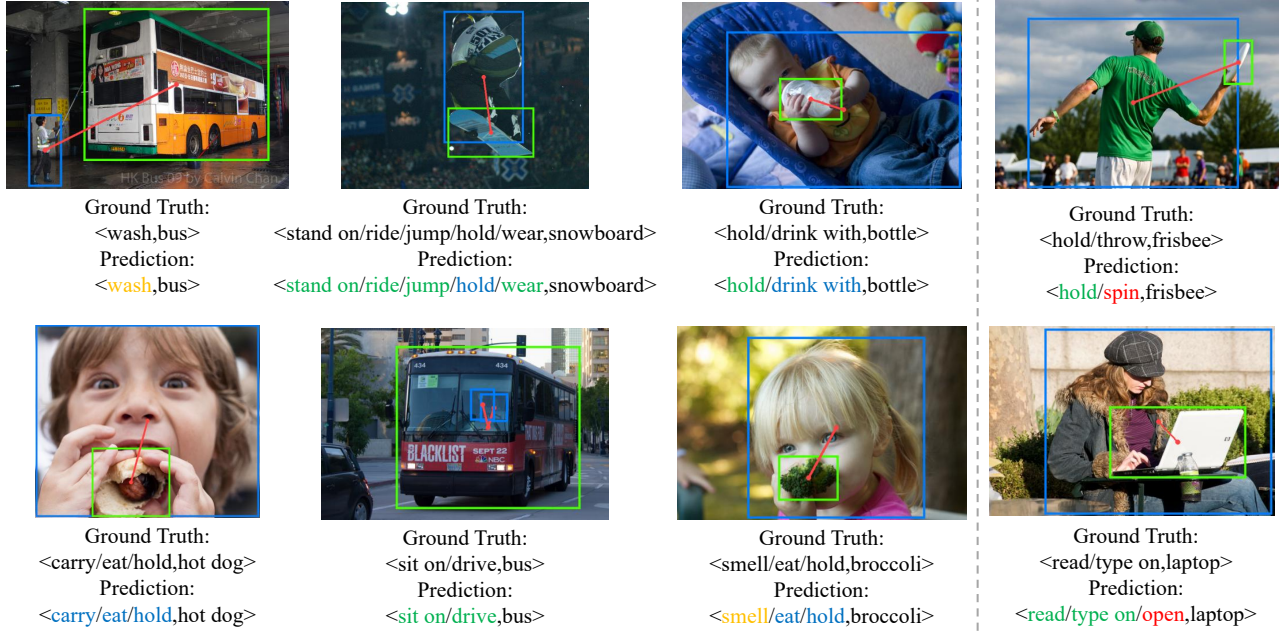 HK Bus 09 by Calvin Chan
Ground Truth:
<wash,bus>
Prediction:
<wash,bus>
GAMES
Ground Truth:
<stand on/ride/jump/hold/wear,snowboard>
Prediction:
<stand on/ride/jump/hold/wear,snowboard>
Ground Truth:
<hold/drink with,bottle>
Prediction:
<hold/drink with,bottle>
Ground Truth:
<hold/throw,frisbee>
Prediction:
<hold/spin,frisbee>
Ground Truth:
<carry/eat/hold,hot dog>
Prediction:
<carry/eat/hold,hot dog>
434
434
BLACKLIST
SEPT 22
NBC
Ground Truth:
<sit on/drive,bus>
Prediction:
<sit on/drive,bus>
Ground Truth:
<smell/eat/hold,broccoli>
Prediction:
<smell/eat/hold,broccoli>
Ground Truth:
<read/type on,laptop>
Prediction:
<read/type on/open,laptop>